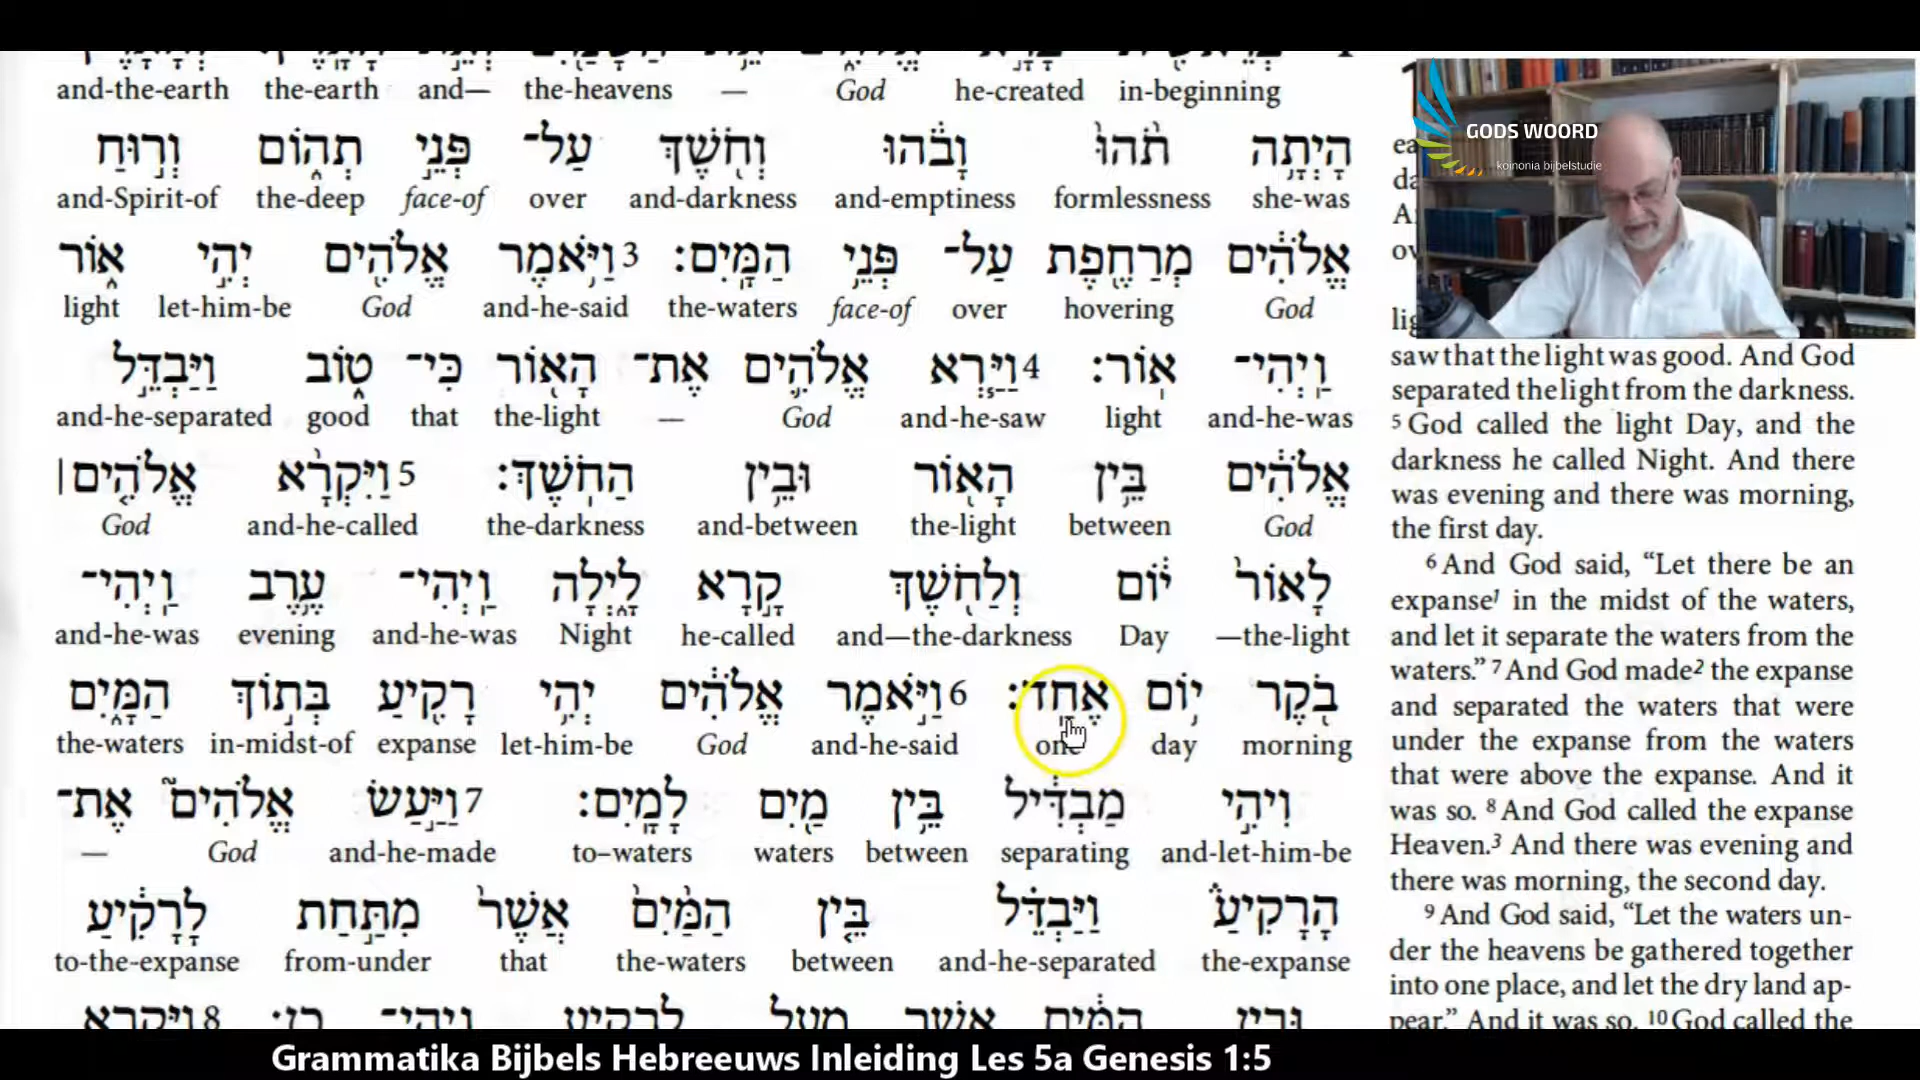 and-the-earth the-earth and— the-heavens — God he-created in-beginning
הָיְתָ֥ה תֹ֙הוּ֙ וָבֹ֔הוּ וְחֹ֖שֶׁךְ עַל־ פְּנֵ֣י תְה֑וֹם וְר֣וּחַ
and-Spirit-of the-deep face-of over and-darkness and-emptiness formlessness she-was
אֱלֹהִ֔ים מְרַחֶ֖פֶת עַל־ פְּנֵ֥י הַמָּֽיִם׃ 3 וַיֹּ֥אמֶר אֱלֹהִ֖ים יְהִ֣י א֑וֹר
light let-him-be God and-he-said the-waters face-of over hovering God
וַֽיְהִי־ אֽוֹר׃ 4 וַיַּ֧רְא אֱלֹהִ֛ים אֶת־ הָא֖וֹר כִּי־ ט֑וֹב וַיַּבְדֵּ֣ל
and-he-separated good that the-light — God and-he-saw light and-he-was
אֱלֹהִ֔ים בֵּ֥ין הָא֖וֹר וּבֵ֥ין הַחֹֽשֶׁךְ׃ 5 וַיִּקְרָ֨א אֱלֹהִ֤ים׀
God and-he-called the-darkness and-between the-light between God
לָאוֹר֙ י֔וֹם וְלַחֹ֖שֶׁךְ קָ֣רָא לָ֑יְלָה וַֽיְהִי־ עֶ֥רֶב וַֽיְהִי־
and-he-was evening and-he-was Night he-called and—the-darkness Day —the-light
בֹ֖קֶר י֥וֹם אֶחָֽד׃ 6 וַיֹּ֣אמֶר אֱלֹהִ֔ים יְהִ֥י רָקִ֖יעַ בְּת֣וֹךְ הַמָּ֑יִם
the-waters in-midst-of expanse let-him-be God and-he-said one day morning
וִיהִ֣י מַבְדִּ֔יל בֵּ֥ין מַ֖יִם לָמָֽיִם׃ 7 וַיַּ֣עַשׂ אֱלֹהִים֮ אֶת־
— God and-he-made to–waters waters between separating and-let-him-be
הָרָקִיעַ֒ וַיַּבְדֵּ֗ל בֵּ֤ין הַמַּ֙יִם֙ אֲשֶׁר֙ מִתַּ֣חַת לָרָקִ֔יעַ
to-the-expanse from-under that the-waters between and-he-separated the-expanse
GODS WOORD
koinonia bijbelstudie
saw that the light was good. And God
separated the light from the darkness.
5 God called the light Day, and the
darkness he called Night. And there
was evening and there was morning,
the first day.
6 And God said, “Let there be an
expanse1 in the midst of the waters,
and let it separate the waters from the
waters.” 7 And God made2 the expanse
and separated the waters that were
under the expanse from the waters
that were above the expanse. And it
was so. 8 And God called the expanse
Heaven.3 And there was evening and
there was morning, the second day.
9 And God said, “Let the waters un-
der the heavens be gathered together
into one place, and let the dry land ap-
pear.” And it was so. 10 God called the
Grammatika Bijbels Hebreeuws Inleiding Les 5a Genesis 1:5